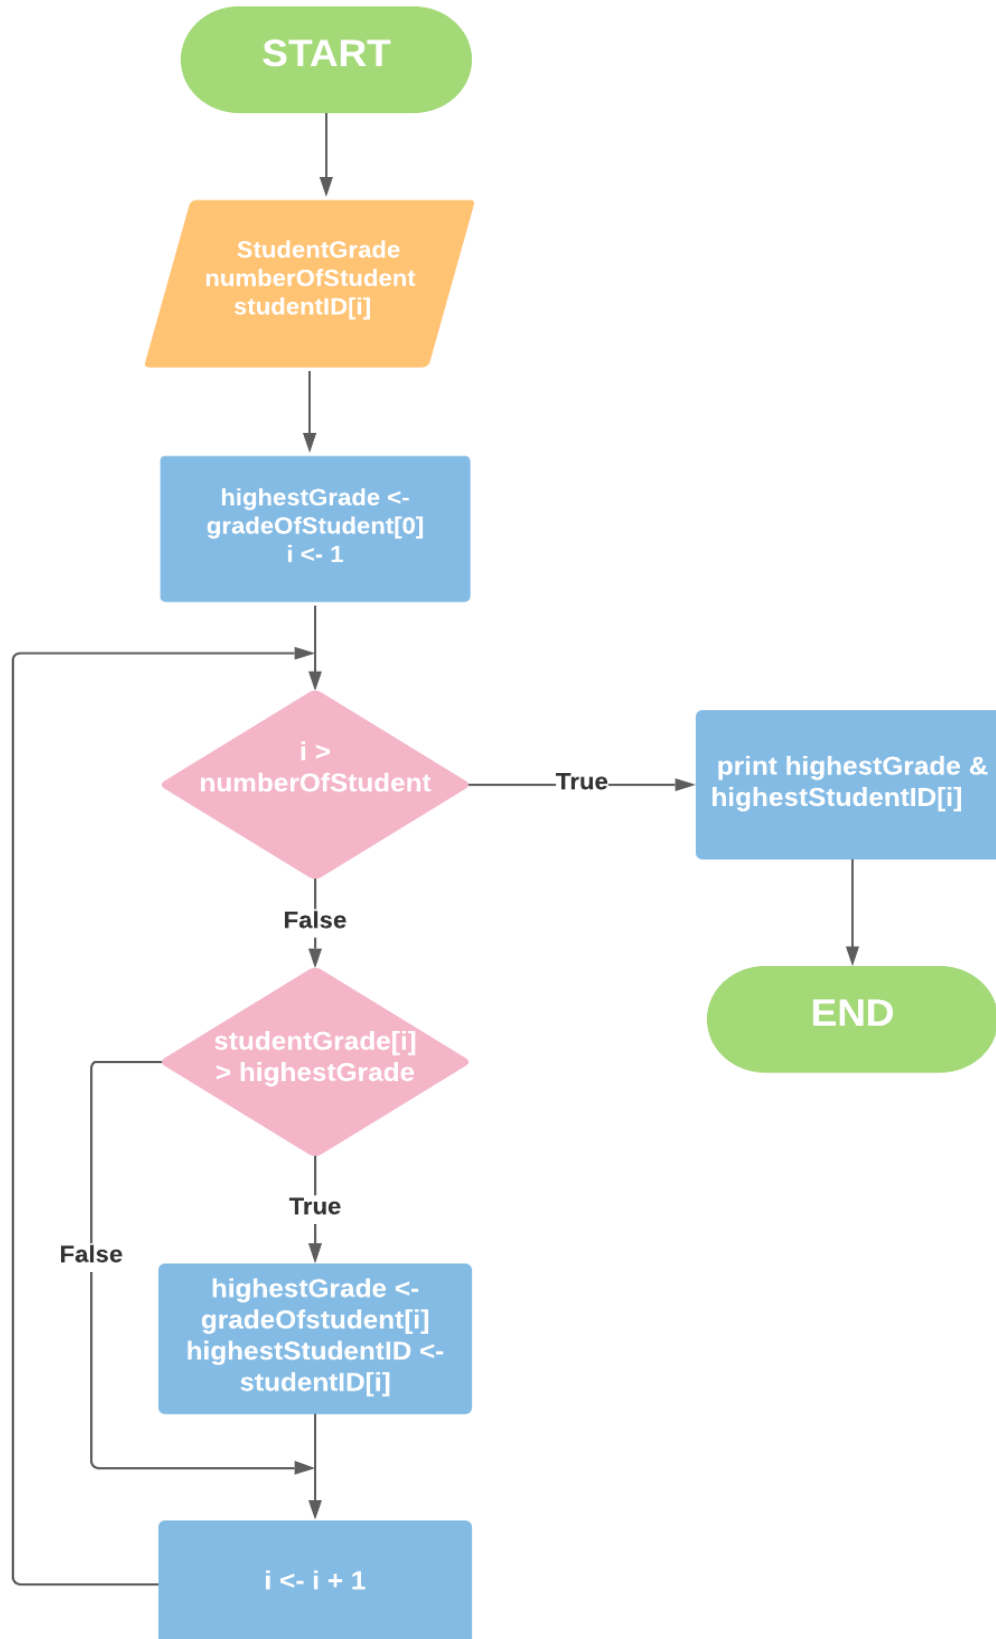 START
StudentGrade
numberOfStudent
studentID[i]
highestGrade <-
gradeOfStudent[0]
i <- 1
i >
numberOfStudent
True
print highestGrade &
highestStudentID[i]
False
END
studentGrade[i]
> highestGrade
True
False
highestGrade <-
gradeOfstudent[i]
highestStudentID <-
studentID[i]
i <- i + 1